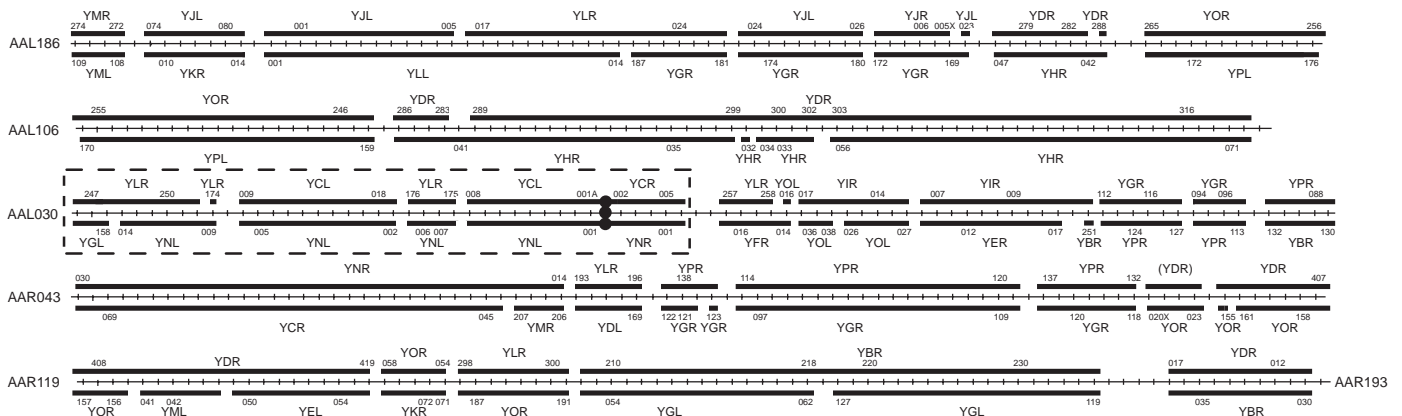 YMR YJL YJL YLR YJL YJR YJL YDR YDR YOR
274 272 074 080 001 005 017 024 024 026 006 005X 023 279 282 288 265 256
AAL186
109 108 010 014 001 014 187 181 174 180 172 169 047 042 172 176
YML YKR YLL YGR YGR YGR YHR YPL
YOR YDR YDR
255 246 286 283 289 299 300 302 303 316
AAL106
170 159 041 035 032 034 033 056 071
YPL YHR YHR YHR YHR
YLR YLR YCL YLR YCL YCR YLR YOL YIR YIR YGR YGR YPR
247 250 174 009 018 176 175 008 001A 002 005 257 258 016 017 014 007 009 112 116 094 096 088
AAL030
158 014 009 005 002 006 007 001 001 016 014 036 038 026 027 012 017 251 124 127 113 132 130
YGL YNL YNL YNL YNL YNR YFR YOL YOL YER YBR YPR YPR YBR
YNR YLR YPR YPR YPR (YDR) YDR
030 014 193 196 138 114 120 137 132 407
AAR043
069 045 207 206 169 122 121 123 097 109 120 118 020X 023 155 161 158
YCR YMR YDL YGR YGR YGR YGR YOR YOR YOR
YDR YOR YLR YBR YDR
408 419 058 054 298 300 210 218 220 230 017 012
AAR119 AAR193
157 156 041 042 050 054 072 071 187 191 054 062 127 119 035 030
YOR YML YEL YKR YOR YGL YGL YBR